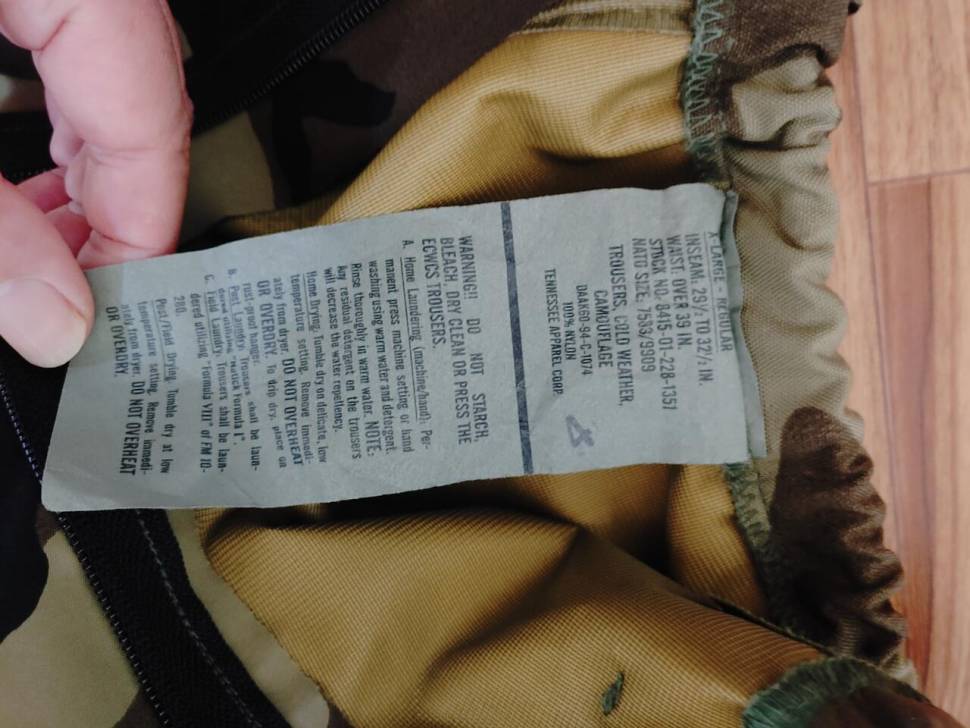 X-LARGE - REGULAR
INSEAM: 29 1/2 TO 32 1/2 IN.
WAIST: OVER 39 IN.
STOCK NO: 8415-01-228-1351
NATO SIZE: 7583/9909
TROUSERS, COLD WEATHER,
CAMOUFLAGE
DAAK60-94-C-1074
100% NYLON
TENNESSEE APPAREL CORP.
WARNING!! DO NOT STARCH,
BLEACH, DRY CLEAN OR PRESS THE
ECWCS TROUSERS.
A. Home Laundering (machine/hand): Per-
manent press machine setting or hand
washing using warm water and detergent.
Rinse thoroughly in warm water. NOTE:
Any residual detergent on the trousers
will decrease the water repellency.
Home Drying: Tumble dry on delicate, low
temperature setting. Remove immedi-
ately from dryer. DO NOT OVERHEAT
OR OVERDRY. To drip dry, place on
rust-proof hanger.
B. Post Laundry: Trousers shall be laun-
dered utilizing "Natick Formula I".
C. Field Laundry: Trousers shall be laun-
dered utilizing "Formula VIII" of FM 10-
280.
Post/Field Drying: Tumble dry at low
temperature setting. Remove immedi-
ately from dryer. DO NOT OVERHEAT
OR OVERDRY.